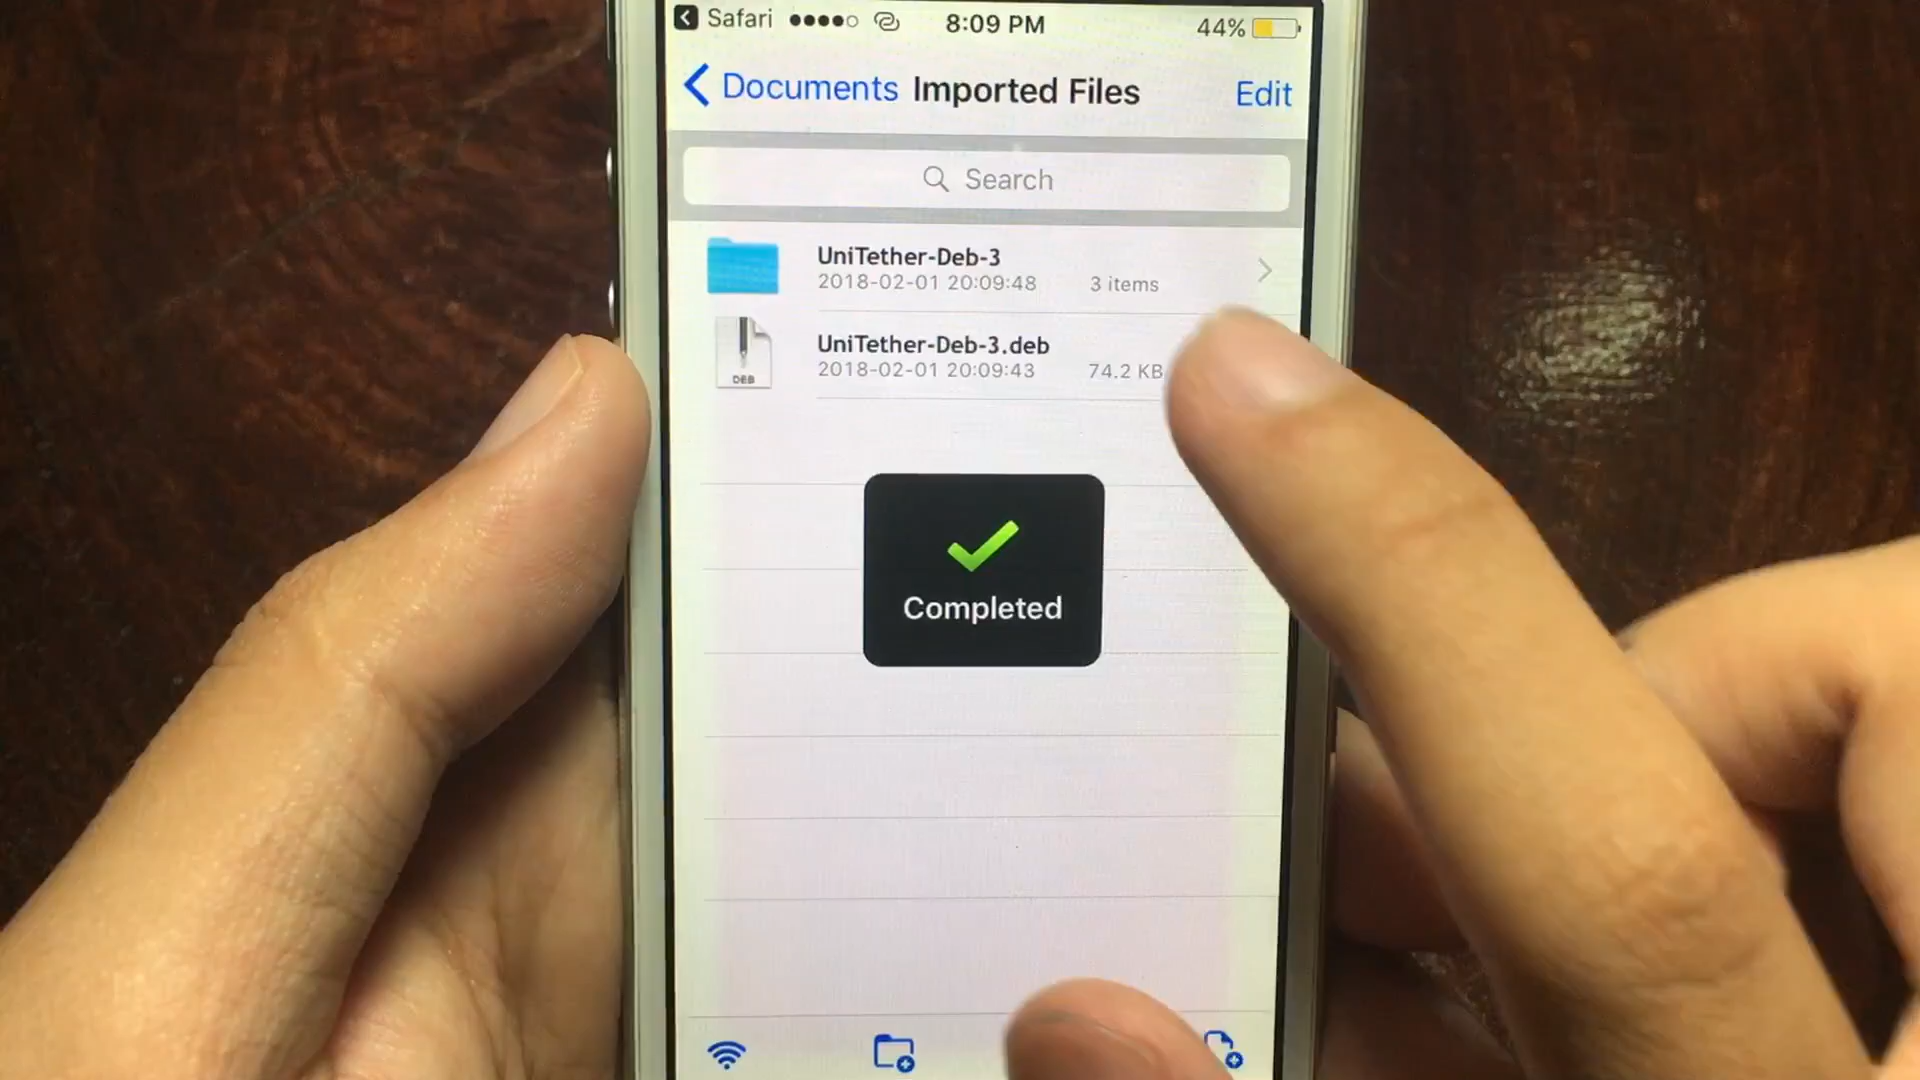 Safari 8:09 PM 44%
Documents Imported Files Edit
Search
UniTether-Deb-3
2018-02-01 20:09:48 3 items
UniTether-Deb-3.deb
2018-02-01 20:09:43 74.2 KB
DEB
Completed